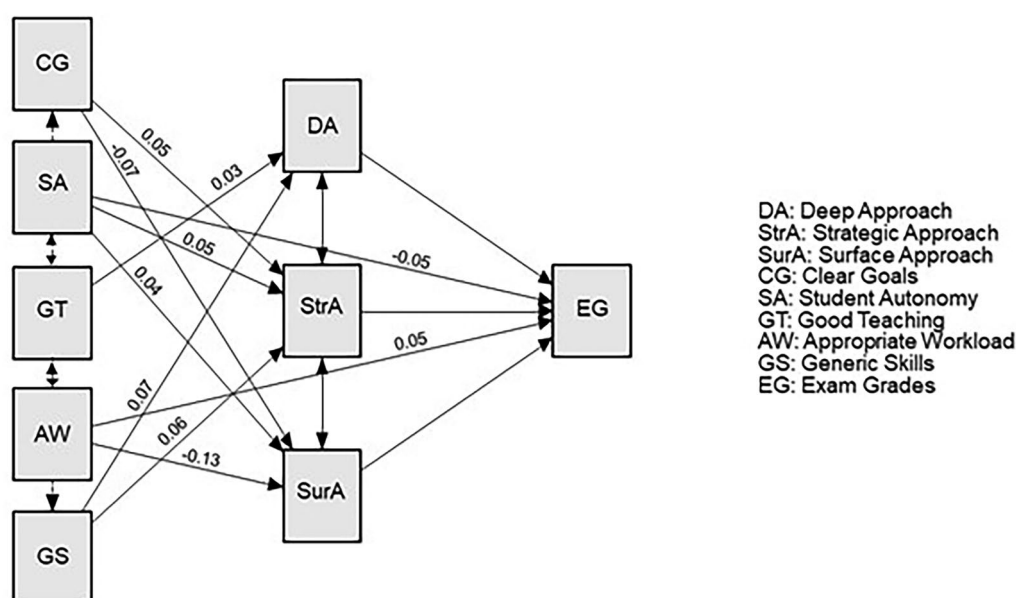 CG
SA
GT
AW
GS
DA
StrA
SurA
EG
0.05
-0.07
0.03
0.05
-0.05
0.04
0.05
0.07
0.06
-0.13
DA: Deep Approach
StrA: Strategic Approach
SurA: Surface Approach
CG: Clear Goals
SA: Student Autonomy
GT: Good Teaching
AW: Appropriate Workload
GS: Generic Skills
EG: Exam Grades